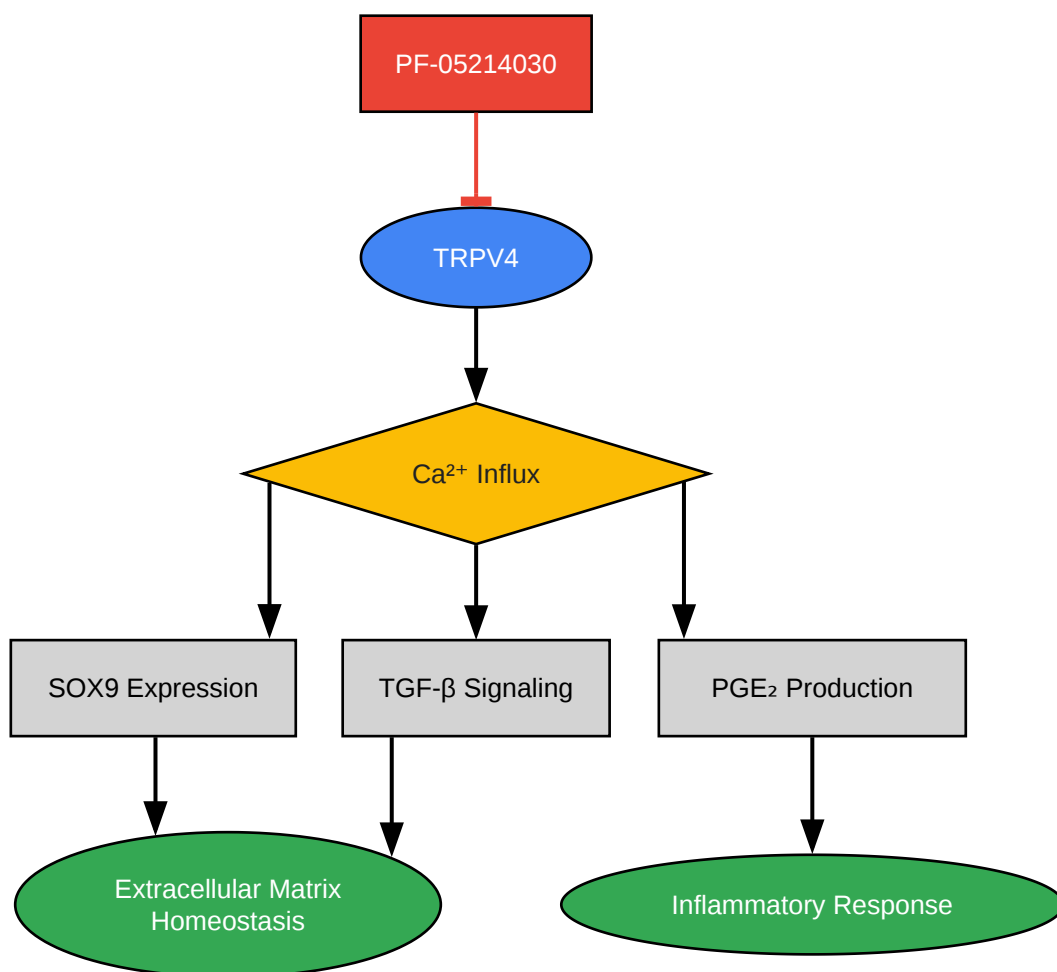 PF-05214030
TRPV4
Ca²⁺ Influx
SOX9 Expression
TGF-β Signaling
PGE₂ Production
Extracellular Matrix
Homeostasis
Inflammatory Response